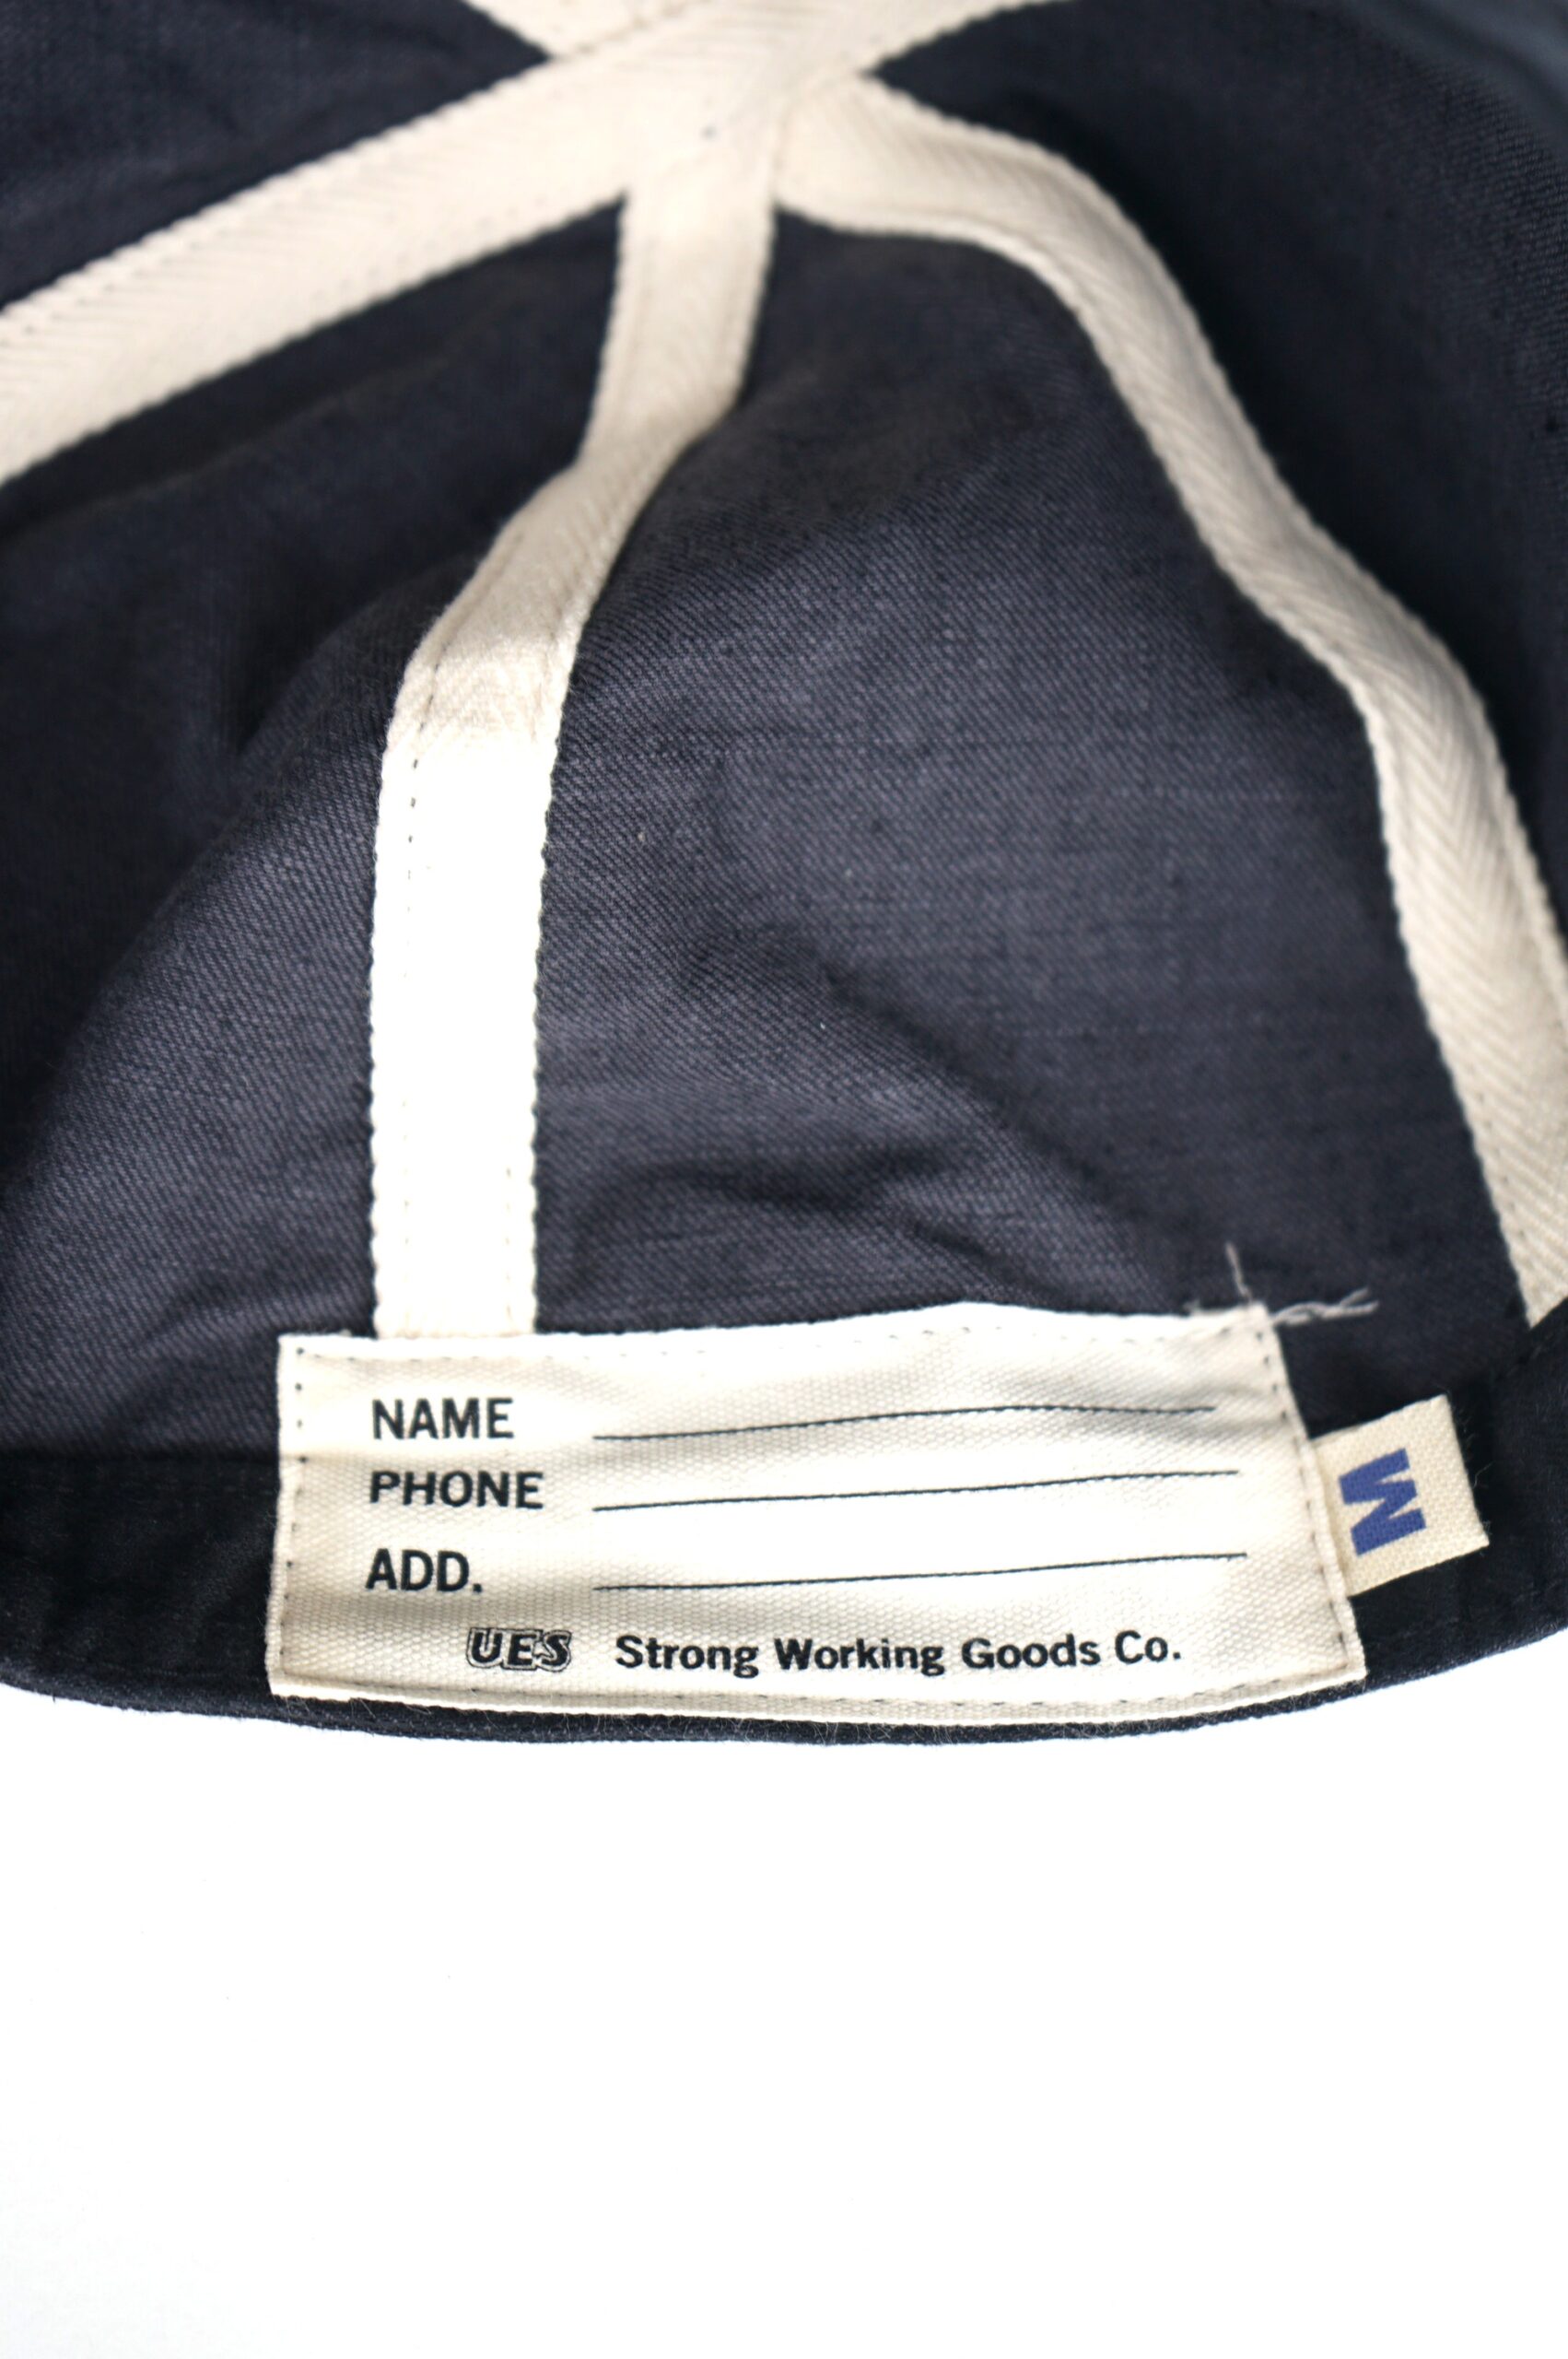 NAME
PHONE
ADD.
UES Strong Working Goods Co.
M